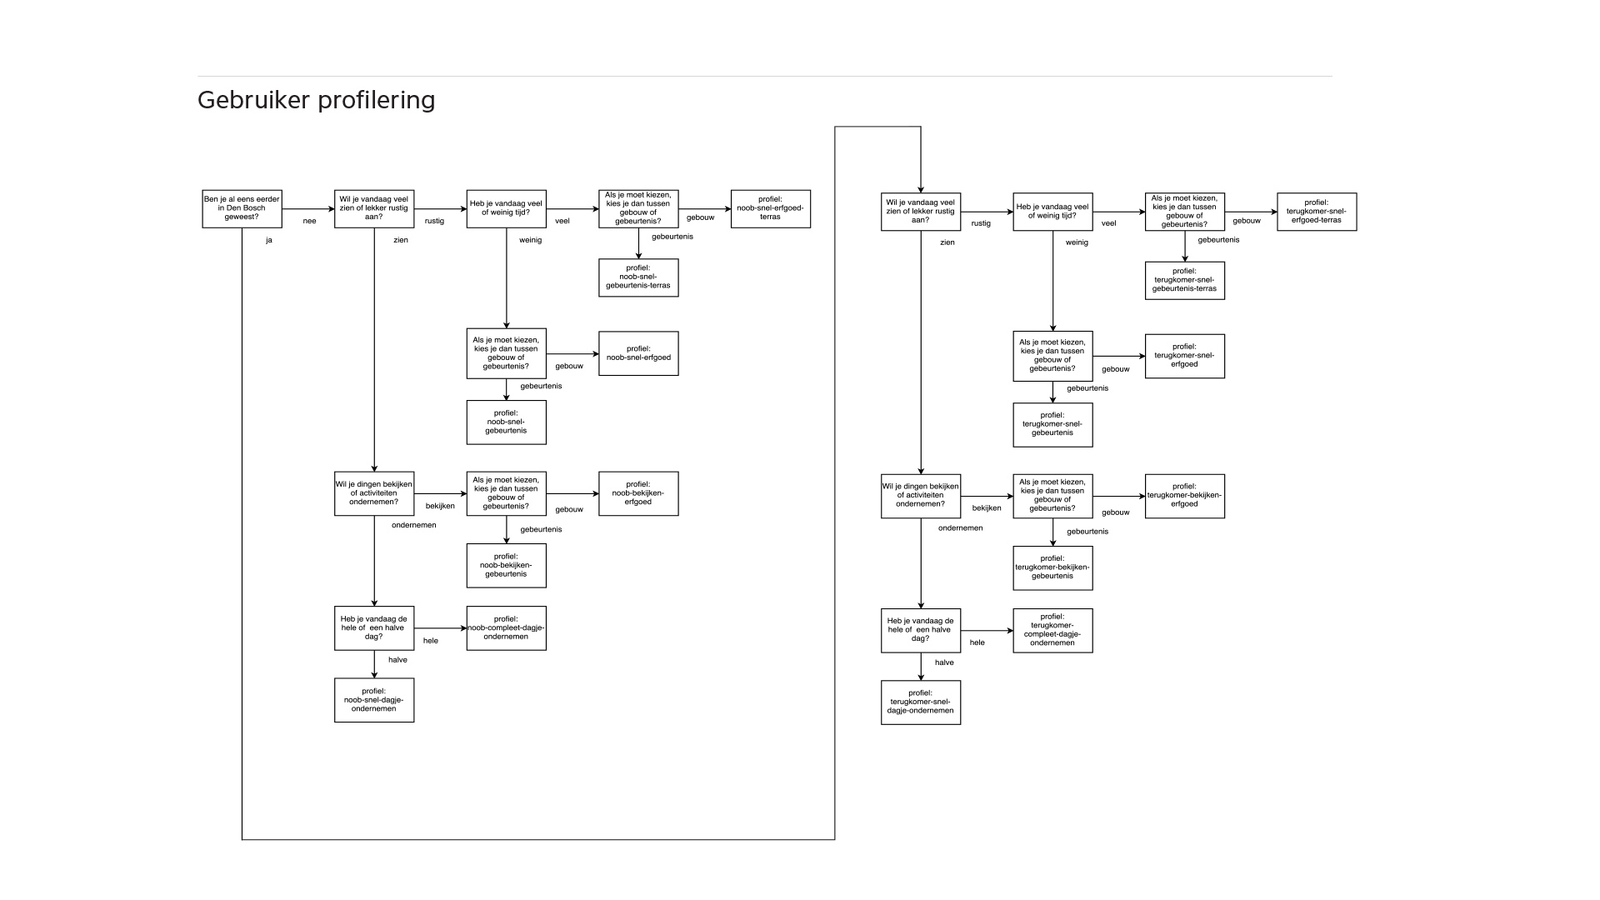 Gebruiker profilering
Ben je al eens eerder
in Den Bosch
geweest?
nee
ja
Wil je vandaag veel
zien of lekker rustig
aan?
rustig
zien
Heb je vandaag veel
of weinig tijd?
veel
weinig
Als je moet kiezen,
kies je dan tussen
gebouw of
gebeurtenis?
gebouw
gebeurtenis
profiel:
noob-snel-erfgoed-
terras
profiel:
noob-snel-
gebeurtenis-terras
Als je moet kiezen,
kies je dan tussen
gebouw of
gebeurtenis?
gebouw
gebeurtenis
profiel:
noob-snel-erfgoed
profiel:
noob-snel-
gebeurtenis
Wil je dingen bekijken
of activiteiten
ondernemen?
bekijken
ondernemen
Als je moet kiezen,
kies je dan tussen
gebouw of
gebeurtenis?
gebouw
gebeurtenis
profiel:
noob-bekijken-
erfgoed
profiel:
noob-bekijken-
gebeurtenis
Heb je vandaag de
hele of  een halve
dag?
hele
halve
profiel:
noob-compleet-dagje-
ondernemen
profiel:
noob-snel-dagje-
ondernemen
Wil je vandaag veel
zien of lekker rustig
aan?
rustig
zien
Heb je vandaag veel
of weinig tijd?
veel
weinig
Als je moet kiezen,
kies je dan tussen
gebouw of
gebeurtenis?
gebouw
gebeurtenis
profiel:
terugkomer-snel-
erfgoed-terras
profiel:
terugkomer-snel-
gebeurtenis-terras
Als je moet kiezen,
kies je dan tussen
gebouw of
gebeurtenis?
gebouw
gebeurtenis
profiel:
terugkomer-snel-
erfgoed
profiel:
terugkomer-snel-
gebeurtenis
Wil je dingen bekijken
of activiteiten
ondernemen?
bekijken
ondernemen
Als je moet kiezen,
kies je dan tussen
gebouw of
gebeurtenis?
gebouw
gebeurtenis
profiel:
terugkomer-bekijken-
erfgoed
profiel:
terugkomer-bekijken-
gebeurtenis
Heb je vandaag de
hele of  een halve
dag?
hele
halve
profiel:
terugkomer-
compleet-dagje-
ondernemen
profiel:
terugkomer-snel-
dagje-ondernemen